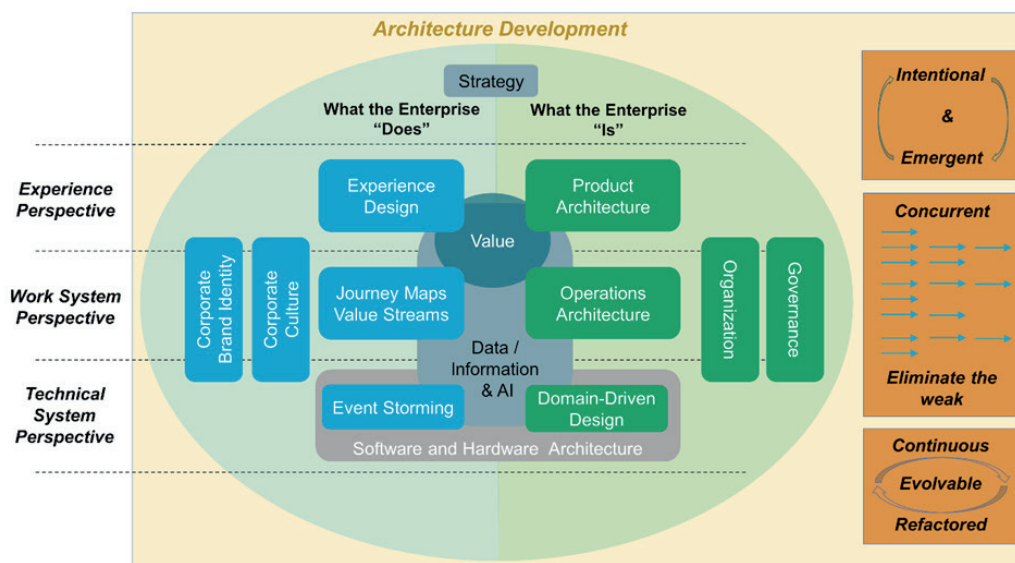 Architecture Development
Strategy
What the Enterprise
“Does”
What the Enterprise
“Is”
Experience
Perspective
Experience
Design
Product
Architecture
Value
Work System
Perspective
Corporate
Brand Identity
Corporate
Culture
Journey Maps
Value Streams
Operations
Architecture
Organization
Governance
Data /
Information
& AI
Technical
System
Perspective
Event Storming
Domain-Driven
Design
Software and Hardware Architecture
Intentional
&
Emergent
Concurrent
Eliminate the
weak
Continuous
Evolvable
Refactored